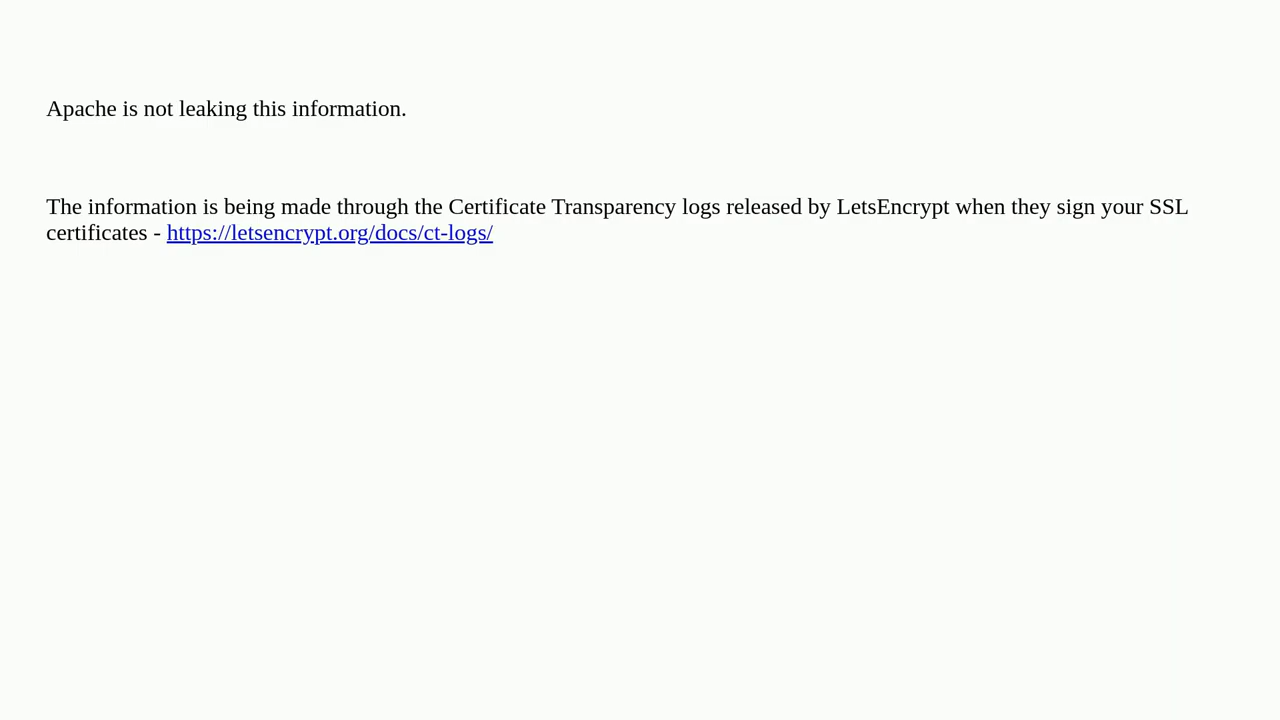 Apache is not leaking this information.
The information is being made through the Certificate Transparency logs released by LetsEncrypt when they sign your SSL
certificates - https://letsencrypt.org/docs/ct-logs/